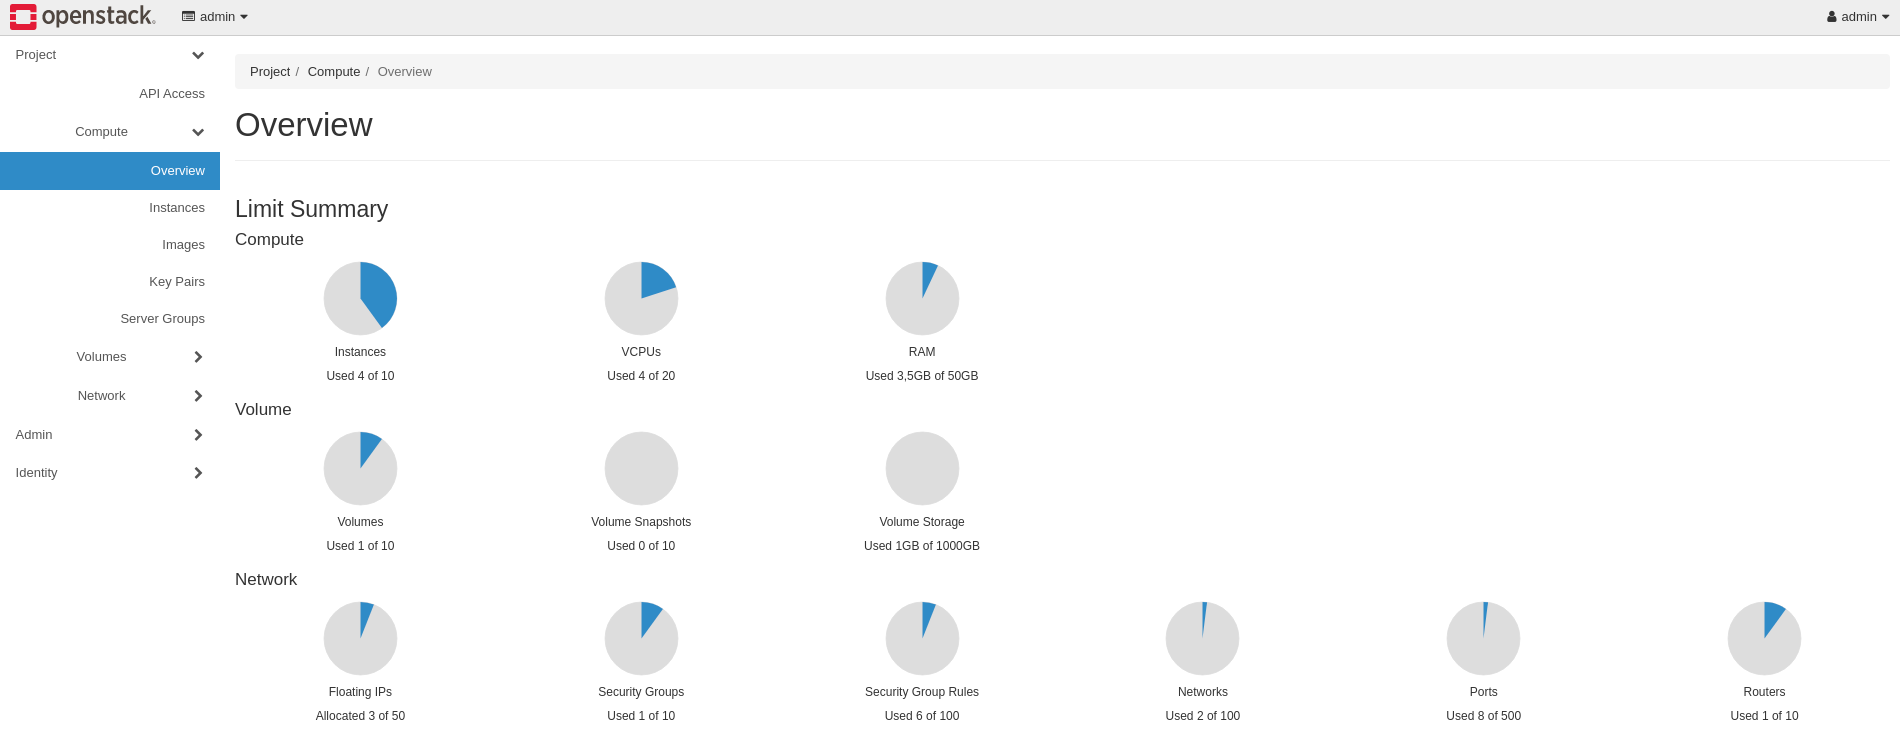 openstack. admin admin
Project
API Access
Compute
Overview
Instances
Images
Key Pairs
Server Groups
Volumes
Network
Admin
Identity
Project / Compute / Overview
Overview
Limit Summary
Compute
Instances VCPUs RAM
Used 4 of 10 Used 4 of 20 Used 3,5GB of 50GB
Volume
Volumes Volume Snapshots Volume Storage
Used 1 of 10 Used 0 of 10 Used 1GB of 1000GB
Network
Floating IPs Security Groups Security Group Rules Networks Ports Routers
Allocated 3 of 50 Used 1 of 10 Used 6 of 100 Used 2 of 100 Used 8 of 500 Used 1 of 10